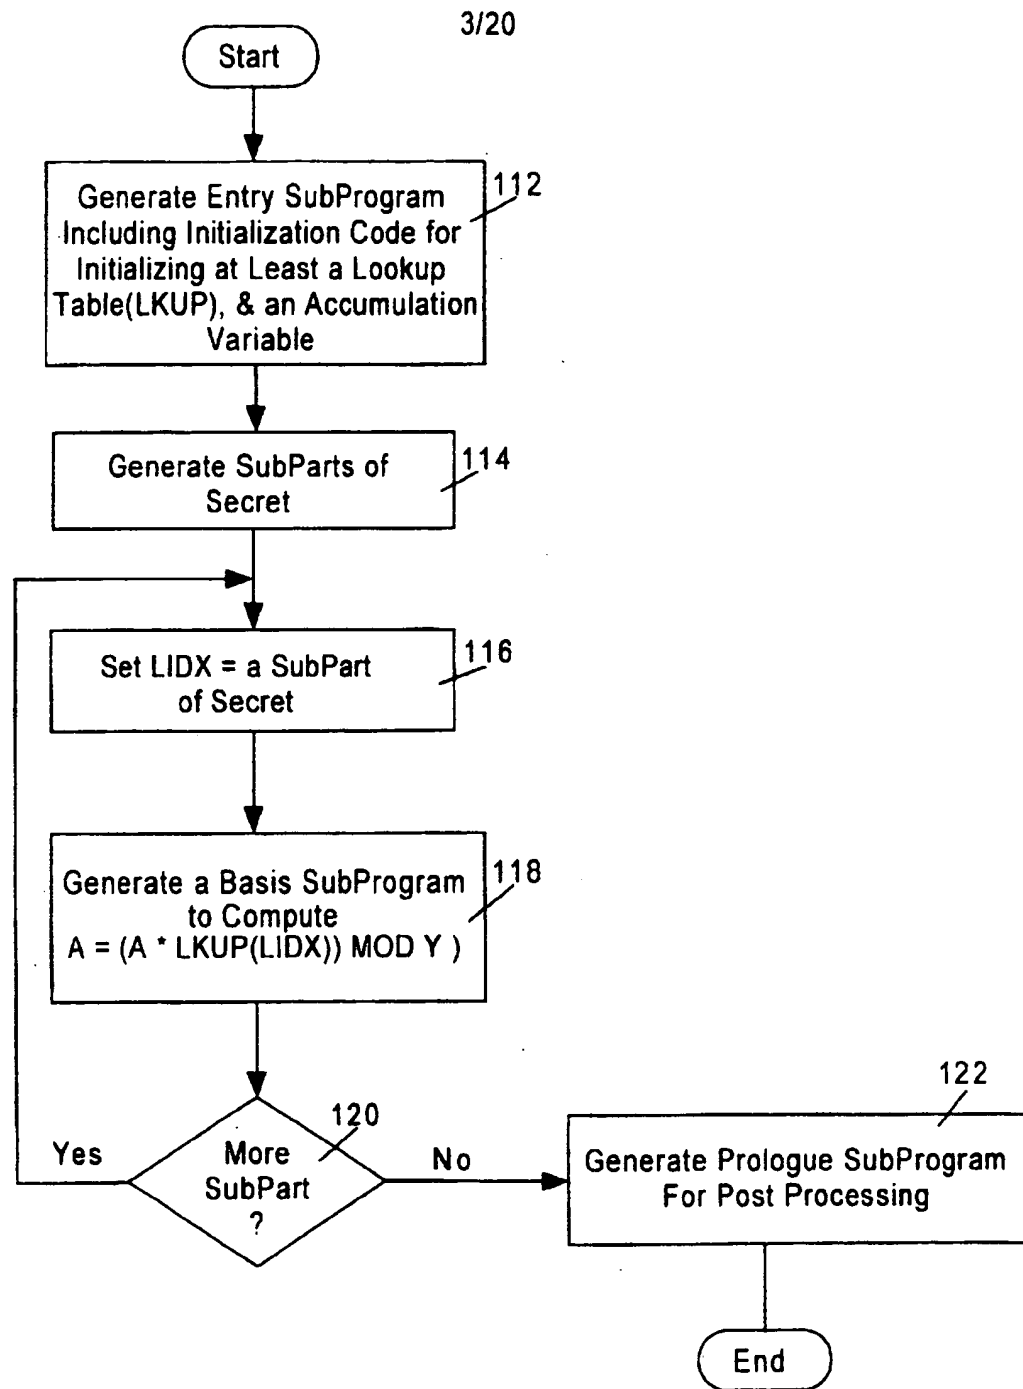 3/20
Start
Generate Entry SubProgram
Including Initialization Code for
Initializing at Least a Lookup
Table(LKUP), & an Accumulation
Variable
112
Generate SubParts of
Secret
114
Set LIDX = a SubPart
of Secret
116
Generate a Basis SubProgram
to Compute
A = (A * LKUP(LIDX)) MOD Y )
118
More
SubPart
?
120
Yes
No
122
Generate Prologue SubProgram
For Post Processing
End